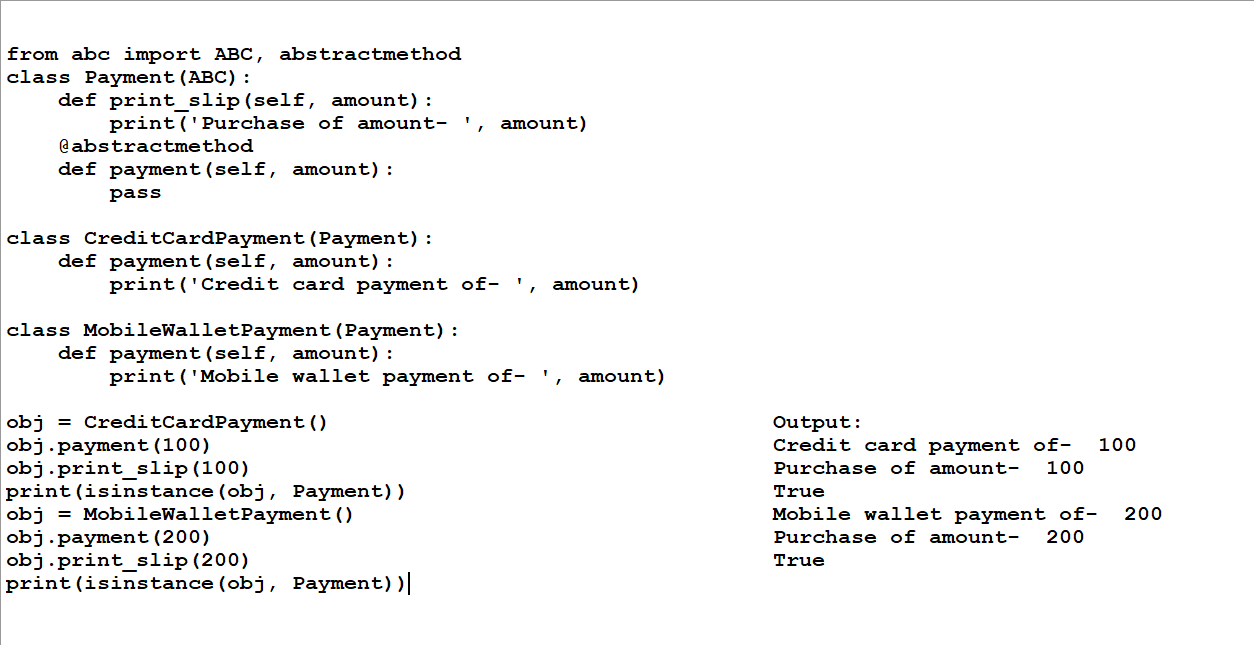 from abc import ABC, abstractmethod
class Payment(ABC):
    def print_slip(self, amount):
        print('Purchase of amount- ', amount)
    @abstractmethod
    def payment(self, amount):
        pass

class CreditCardPayment(Payment):
    def payment(self, amount):
        print('Credit card payment of- ', amount)

class MobileWalletPayment(Payment):
    def payment(self, amount):
        print('Mobile wallet payment of- ', amount)

obj = CreditCardPayment()
obj.payment(100)
obj.print_slip(100)
print(isinstance(obj, Payment))
obj = MobileWalletPayment()
obj.payment(200)
obj.print_slip(200)
print(isinstance(obj, Payment))

Output:
Credit card payment of-  100
Purchase of amount-  100
True
Mobile wallet payment of-  200
Purchase of amount-  200
True